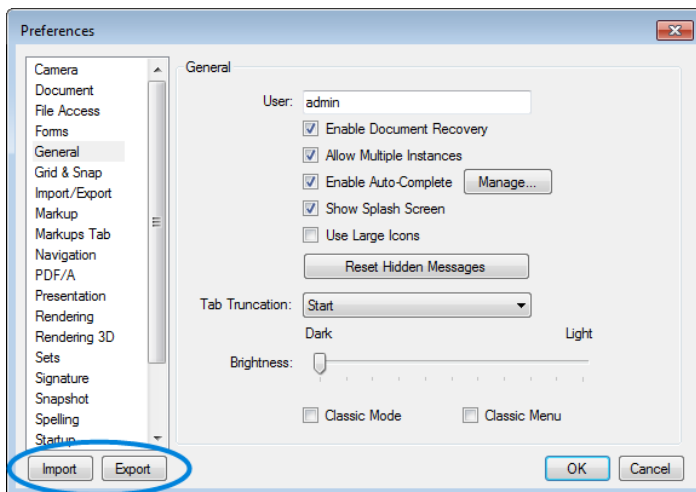 Preferences
Camera
Document
File Access
Forms
General
Grid & Snap
Import/Export
Markup
Markups Tab
Navigation
PDF/A
Presentation
Rendering
Rendering 3D
Sets
Signature
Snapshot
Spelling
Startup
General
User: admin
Enable Document Recovery
Allow Multiple Instances
Enable Auto-Complete Manage...
Show Splash Screen
Use Large Icons
Reset Hidden Messages
Tab Truncation: Start
Dark Light
Brightness:
Classic Mode Classic Menu
Import Export OK Cancel